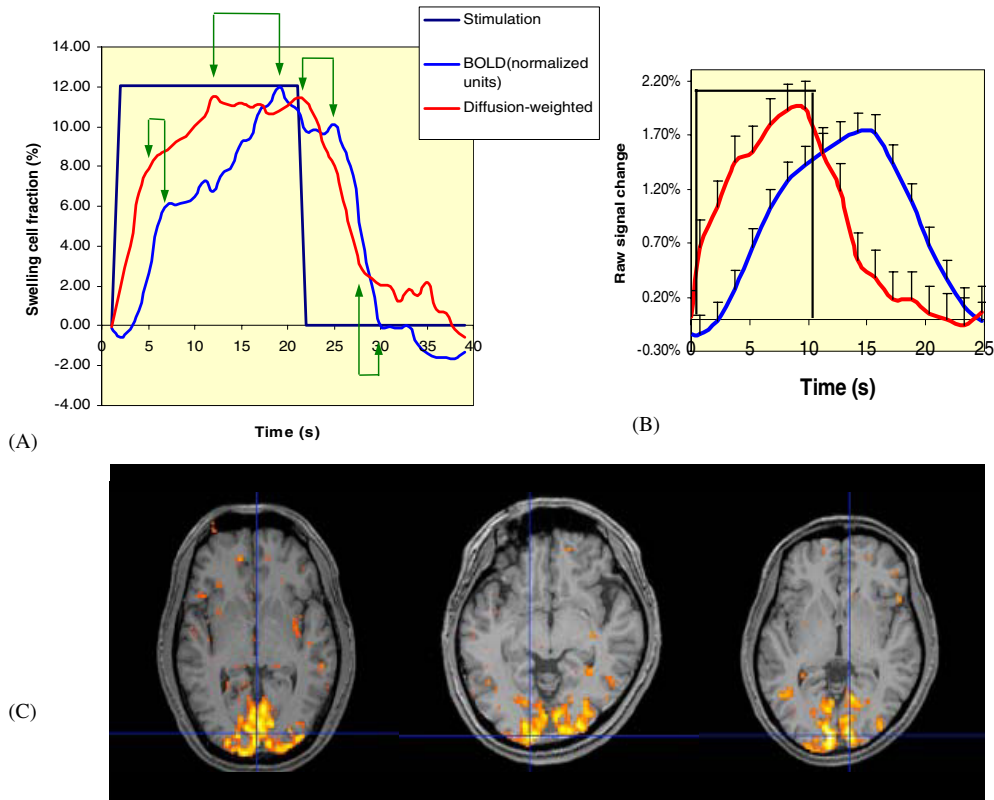 Stimulation
BOLD(normalized
units)
Diffusion-weighted
14.00
12.00
10.00
8.00
6.00
4.00
2.00
0.00
-2.00
-4.00
Swelling cell fraction (%)
0 5 10 15 20 25 30 35 40
Time (s)
(A)
2.20%
1.70%
1.20%
0.70%
0.20%
-0.30%
Raw signal change
0 5 10 15 20 25
Time (s)
(B)
(C)